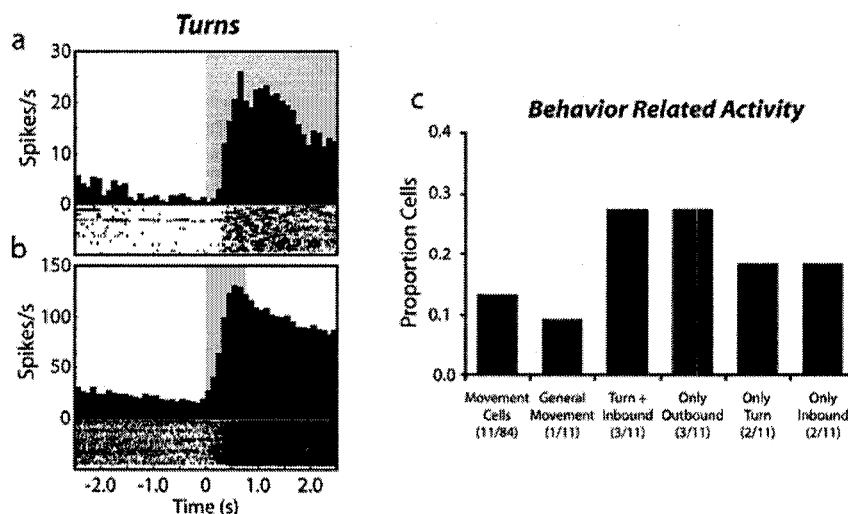 Turns
a
30
20
10
0
Spikes/s
b
150
100
50
0
Spikes/s
-2.0 -1.0 0 1.0 2.0
Time (s)
c
Behavior Related Activity
0.4
0.3
0.2
0.1
0.0
Proportion Cells
Movement Cells (11/84)
General Movement (1/11)
Turn + Inbound (3/11)
Only Outbound (3/11)
Only Turn (2/11)
Only Inbound (2/11)